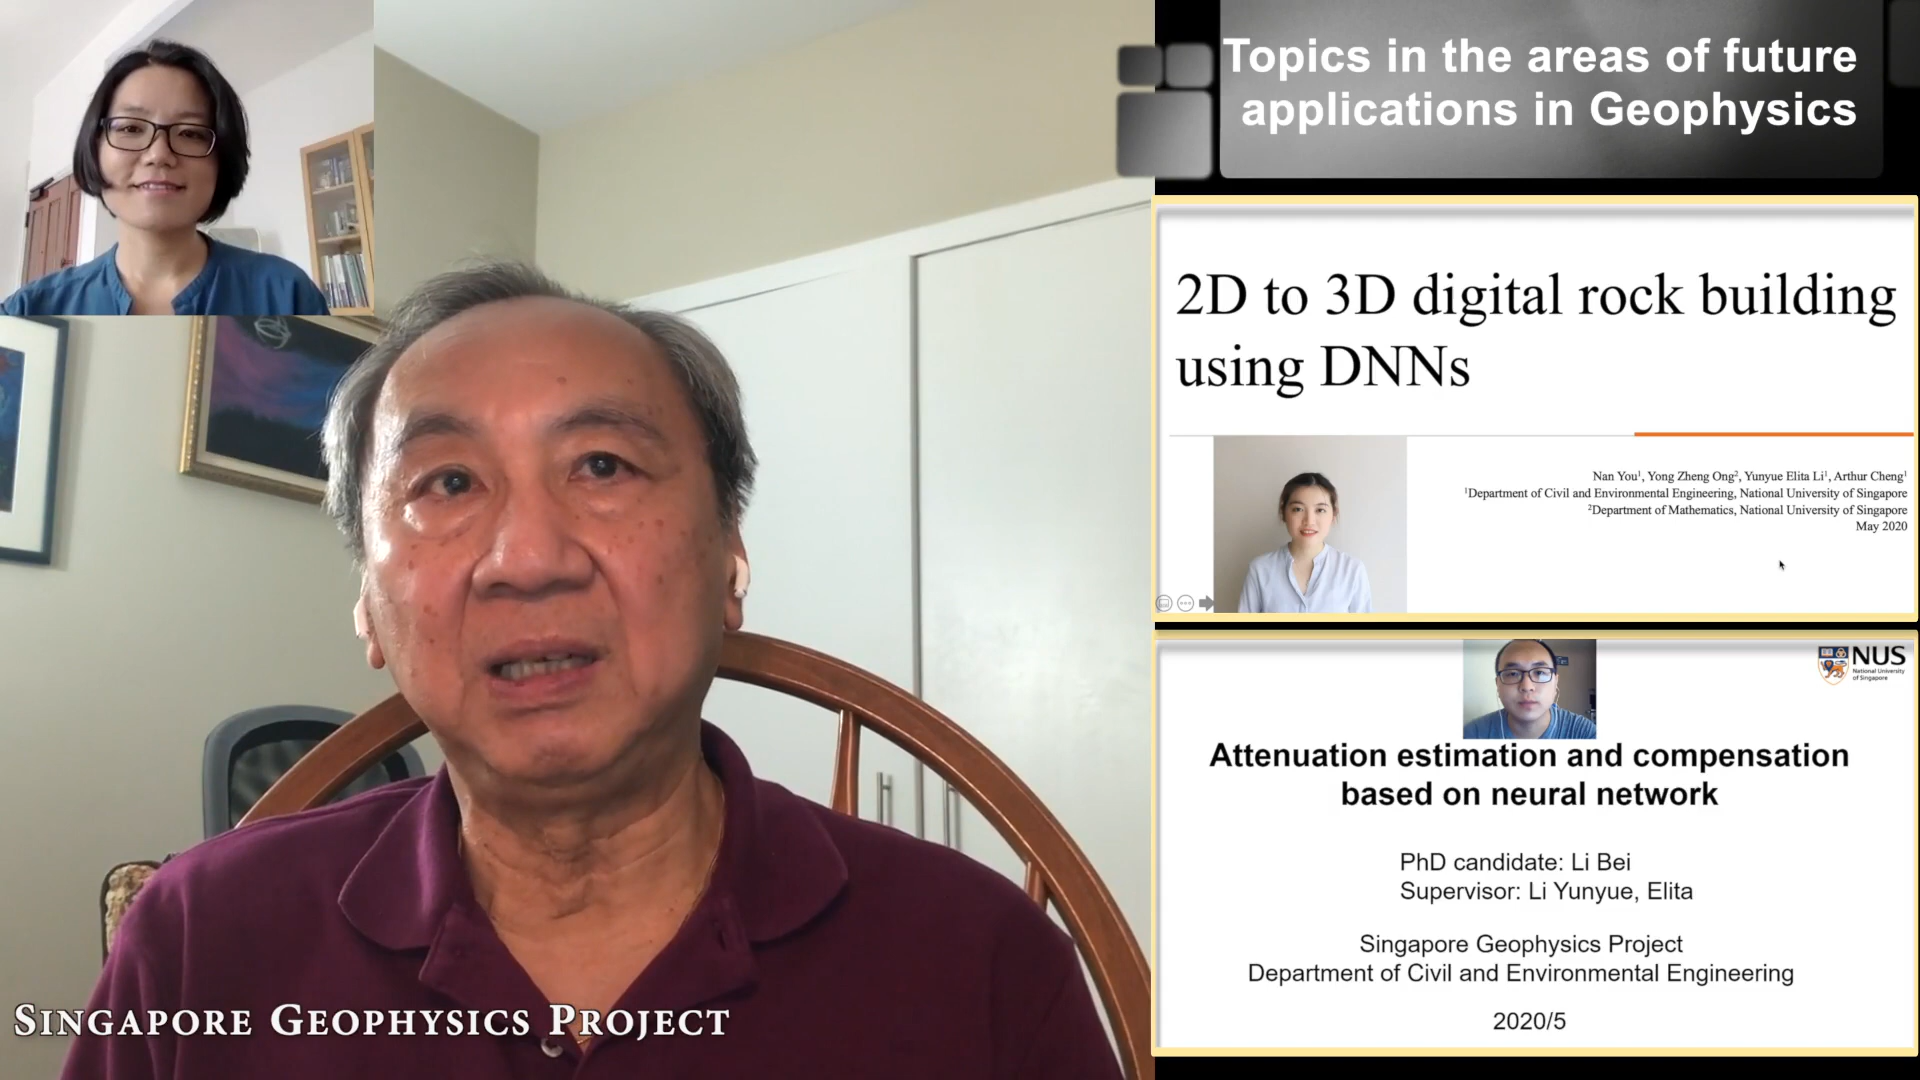 Topics in the areas of future
applications in Geophysics
2D to 3D digital rock building
using DNNs
Nan You¹, Yong Zheng Ong², Yunyue Elita Li¹, Arthur Cheng¹
¹Department of Civil and Environmental Engineering, National University of Singapore
²Department of Mathematics, National University of Singapore
May 2020
NUS
National University
of Singapore
Attenuation estimation and compensation
based on neural network
PhD candidate: Li Bei
Supervisor: Li Yunyue, Elita
Singapore Geophysics Project
Department of Civil and Environmental Engineering
2020/5
SINGAPORE GEOPHYSICS PROJECT